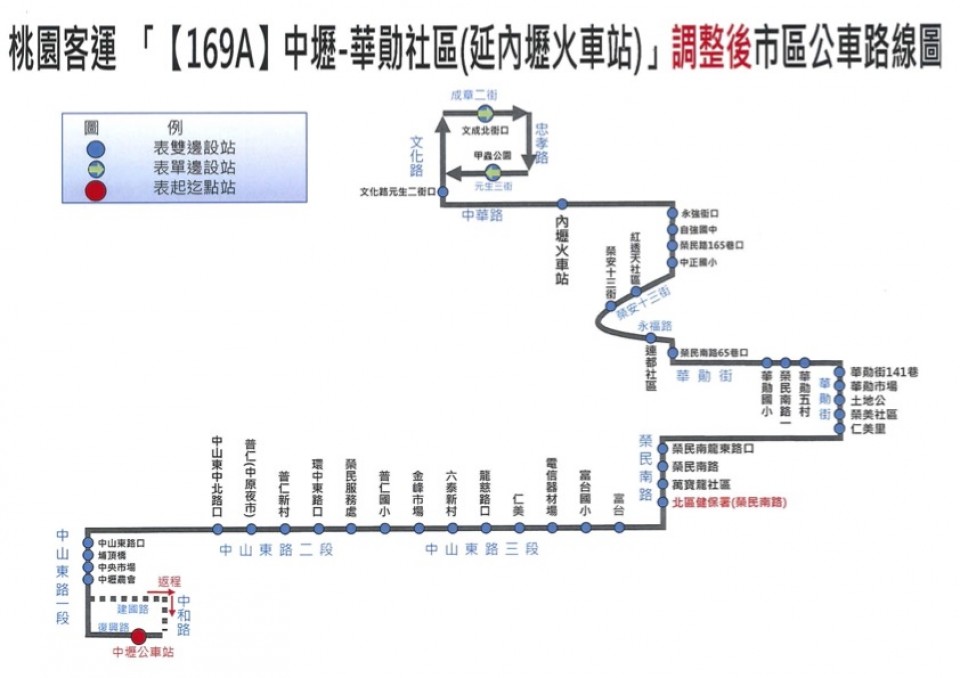 桃園客運 「【169A】中壢-華勛社區(延內壢火車站)」調整後市區公車路線圖
圖 例
表雙邊設站
表單邊設站
表起迄點站
成章二街
文成北街口
忠孝路
文化路
甲蟲公園
元生三街
文化路元生二街口
中華路
內壢火車站
永強街口
自強國中
榮民路165巷口
中正國小
紅透天社區
榮安十三街
榮安十三街
永福路
連都社區
榮民南路65巷口
華勛街
華勛國小
榮民南路一
華勛五村
華勛街
華勛街141巷
華勛市場
土地公
榮美社區
仁美里
榮民南路
榮民南龍東路口
榮民南路
萬寶龍社區
北區健保署(榮民南路)
中山東中北路口
普仁(中原夜市)
普仁新村
環中東路口
榮民服務處
普仁國小
金峰市場
六泰新村
龍慈路口
仁美
電信器材場
富台國小
富台
中山東路二段
中山東路三段
中山東路一段
中山東路口
埔頂橋
中央市場
中壢農會
返程
建國路
中和路
復興路
中壢公車站